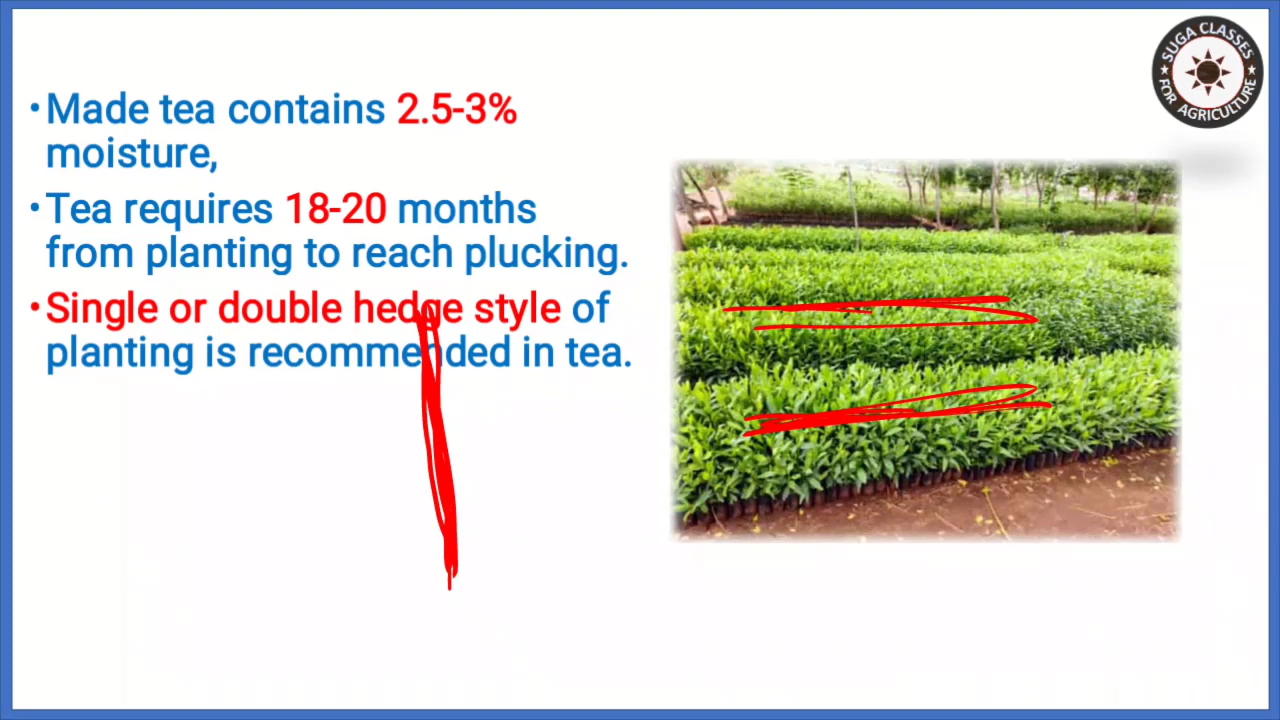 •Made tea contains 2.5-3%
moisture,
•Tea requires 18-20 months
from planting to reach plucking.
•Single or double hedge style of
planting is recommended in tea.
SUGA CLASSES
FOR AGRICULTURE